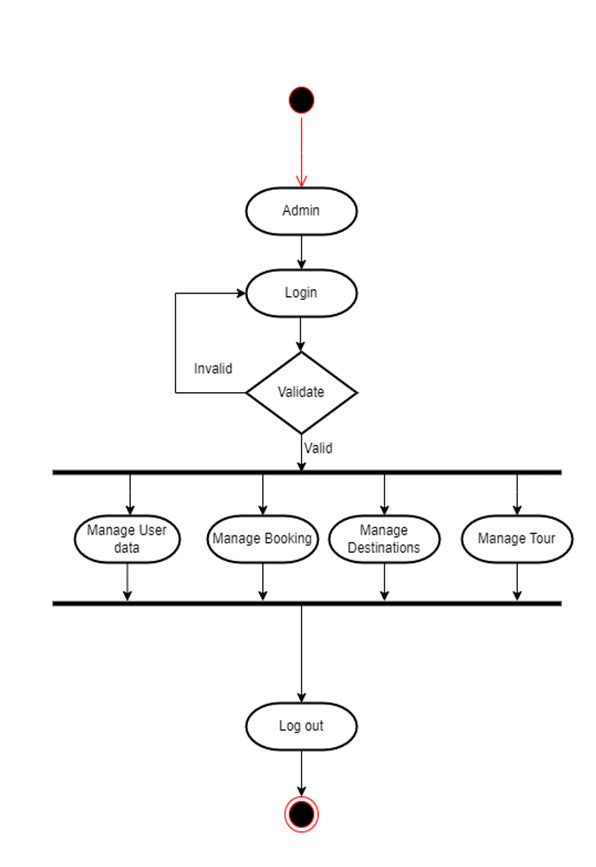 Admin
Login
Invalid
Validate
Valid
Manage User
data
Manage Booking
Manage
Destinations
Manage Tour
Log out